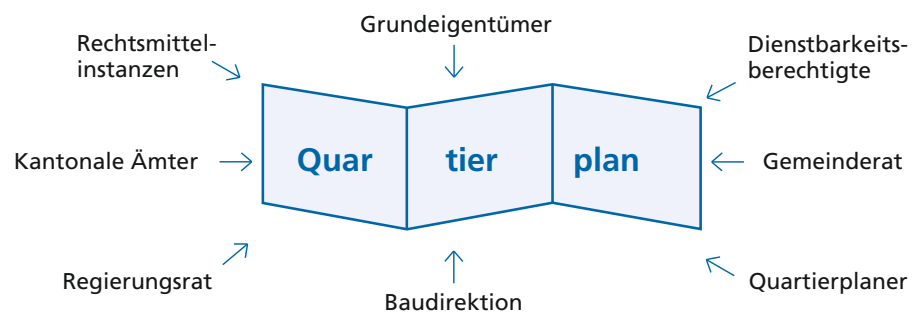 Grundeigentümer
Rechtsmittel-
instanzen
Dienstbarkeits-
berechtigte
Kantonale Ämter
Quar tier plan
Gemeinderat
Regierungsrat
Baudirektion
Quartierplaner